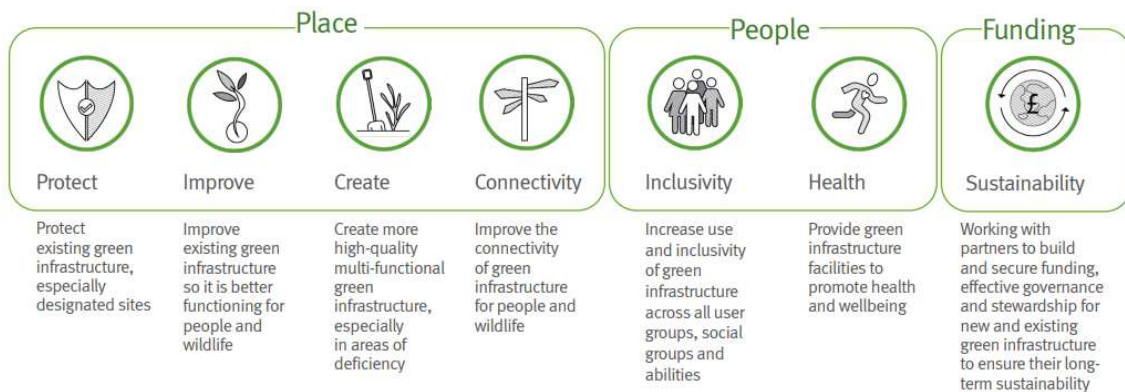 Place
People
Funding
£
Protect
Improve
Create
Connectivity
Inclusivity
Health
Sustainability
Protect
existing green
infrastructure,
especially
designated sites
Improve
existing green
infrastructure
so it is better
functioning for
people and
wildlife
Create more
high-quality
multi-functional
green
infrastructure,
especially
in areas of
deficiency
Improve the
connectivity
of green
infrastructure
for people and
wildlife
Increase use
and inclusivity
of green
infrastructure
across all user
groups, social
groups and
abilities
Provide green
infrastructure
facilities to
promote health
and wellbeing
Working with
partners to build
and secure funding,
effective governance
and stewardship for
new and existing
green infrastructure
to ensure their long-
term sustainability